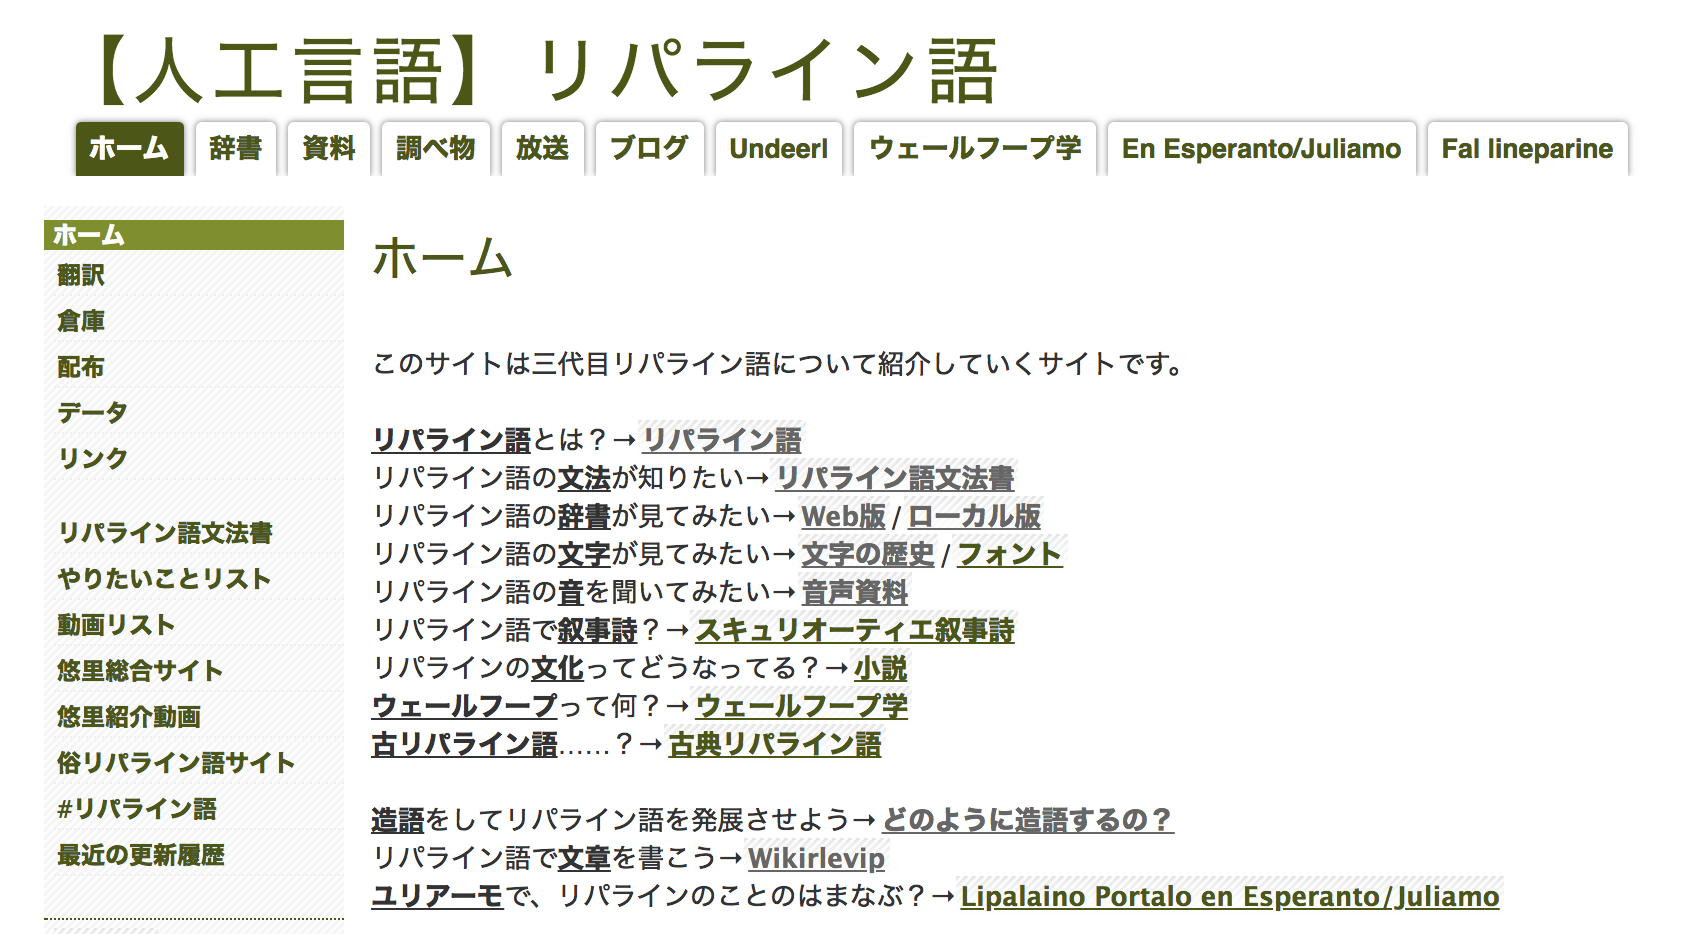 【人工言語】リパライン語
ホーム 辞書 資料 調べ物 放送 ブログ Undeerl ウェールフープ学 En Esperanto/Juliamo Fal lineparine
ホーム
翻訳
倉庫
配布
データ
リンク
リパライン語文法書
やりたいことリスト
動画リスト
悠里総合サイト
悠里紹介動画
俗リパライン語サイト
#リパライン語
最近の更新履歴
ホーム
このサイトは三代目リパライン語について紹介していくサイトです。
リパライン語とは？→リパライン語
リパライン語の文法が知りたい→リパライン語文法書
リパライン語の辞書が見てみたい→Web版 / ローカル版
リパライン語の文字が見てみたい→文字の歴史 / フォント
リパライン語の音を聞いてみたい→音声資料
リパライン語で叙事詩？→スキュリオーティエ叙事詩
リパラインの文化ってどうなってる？→小説
ウェールフープって何？→ウェールフープ学
古リパライン語……？→古典リパライン語
造語をしてリパライン語を発展させよう→どのように造語するの？
リパライン語で文章を書こう→Wikirlevip
ユリアーモで、リパラインのことのはまなぶ？→Lipalaino Portalo en Esperanto/Juliamo